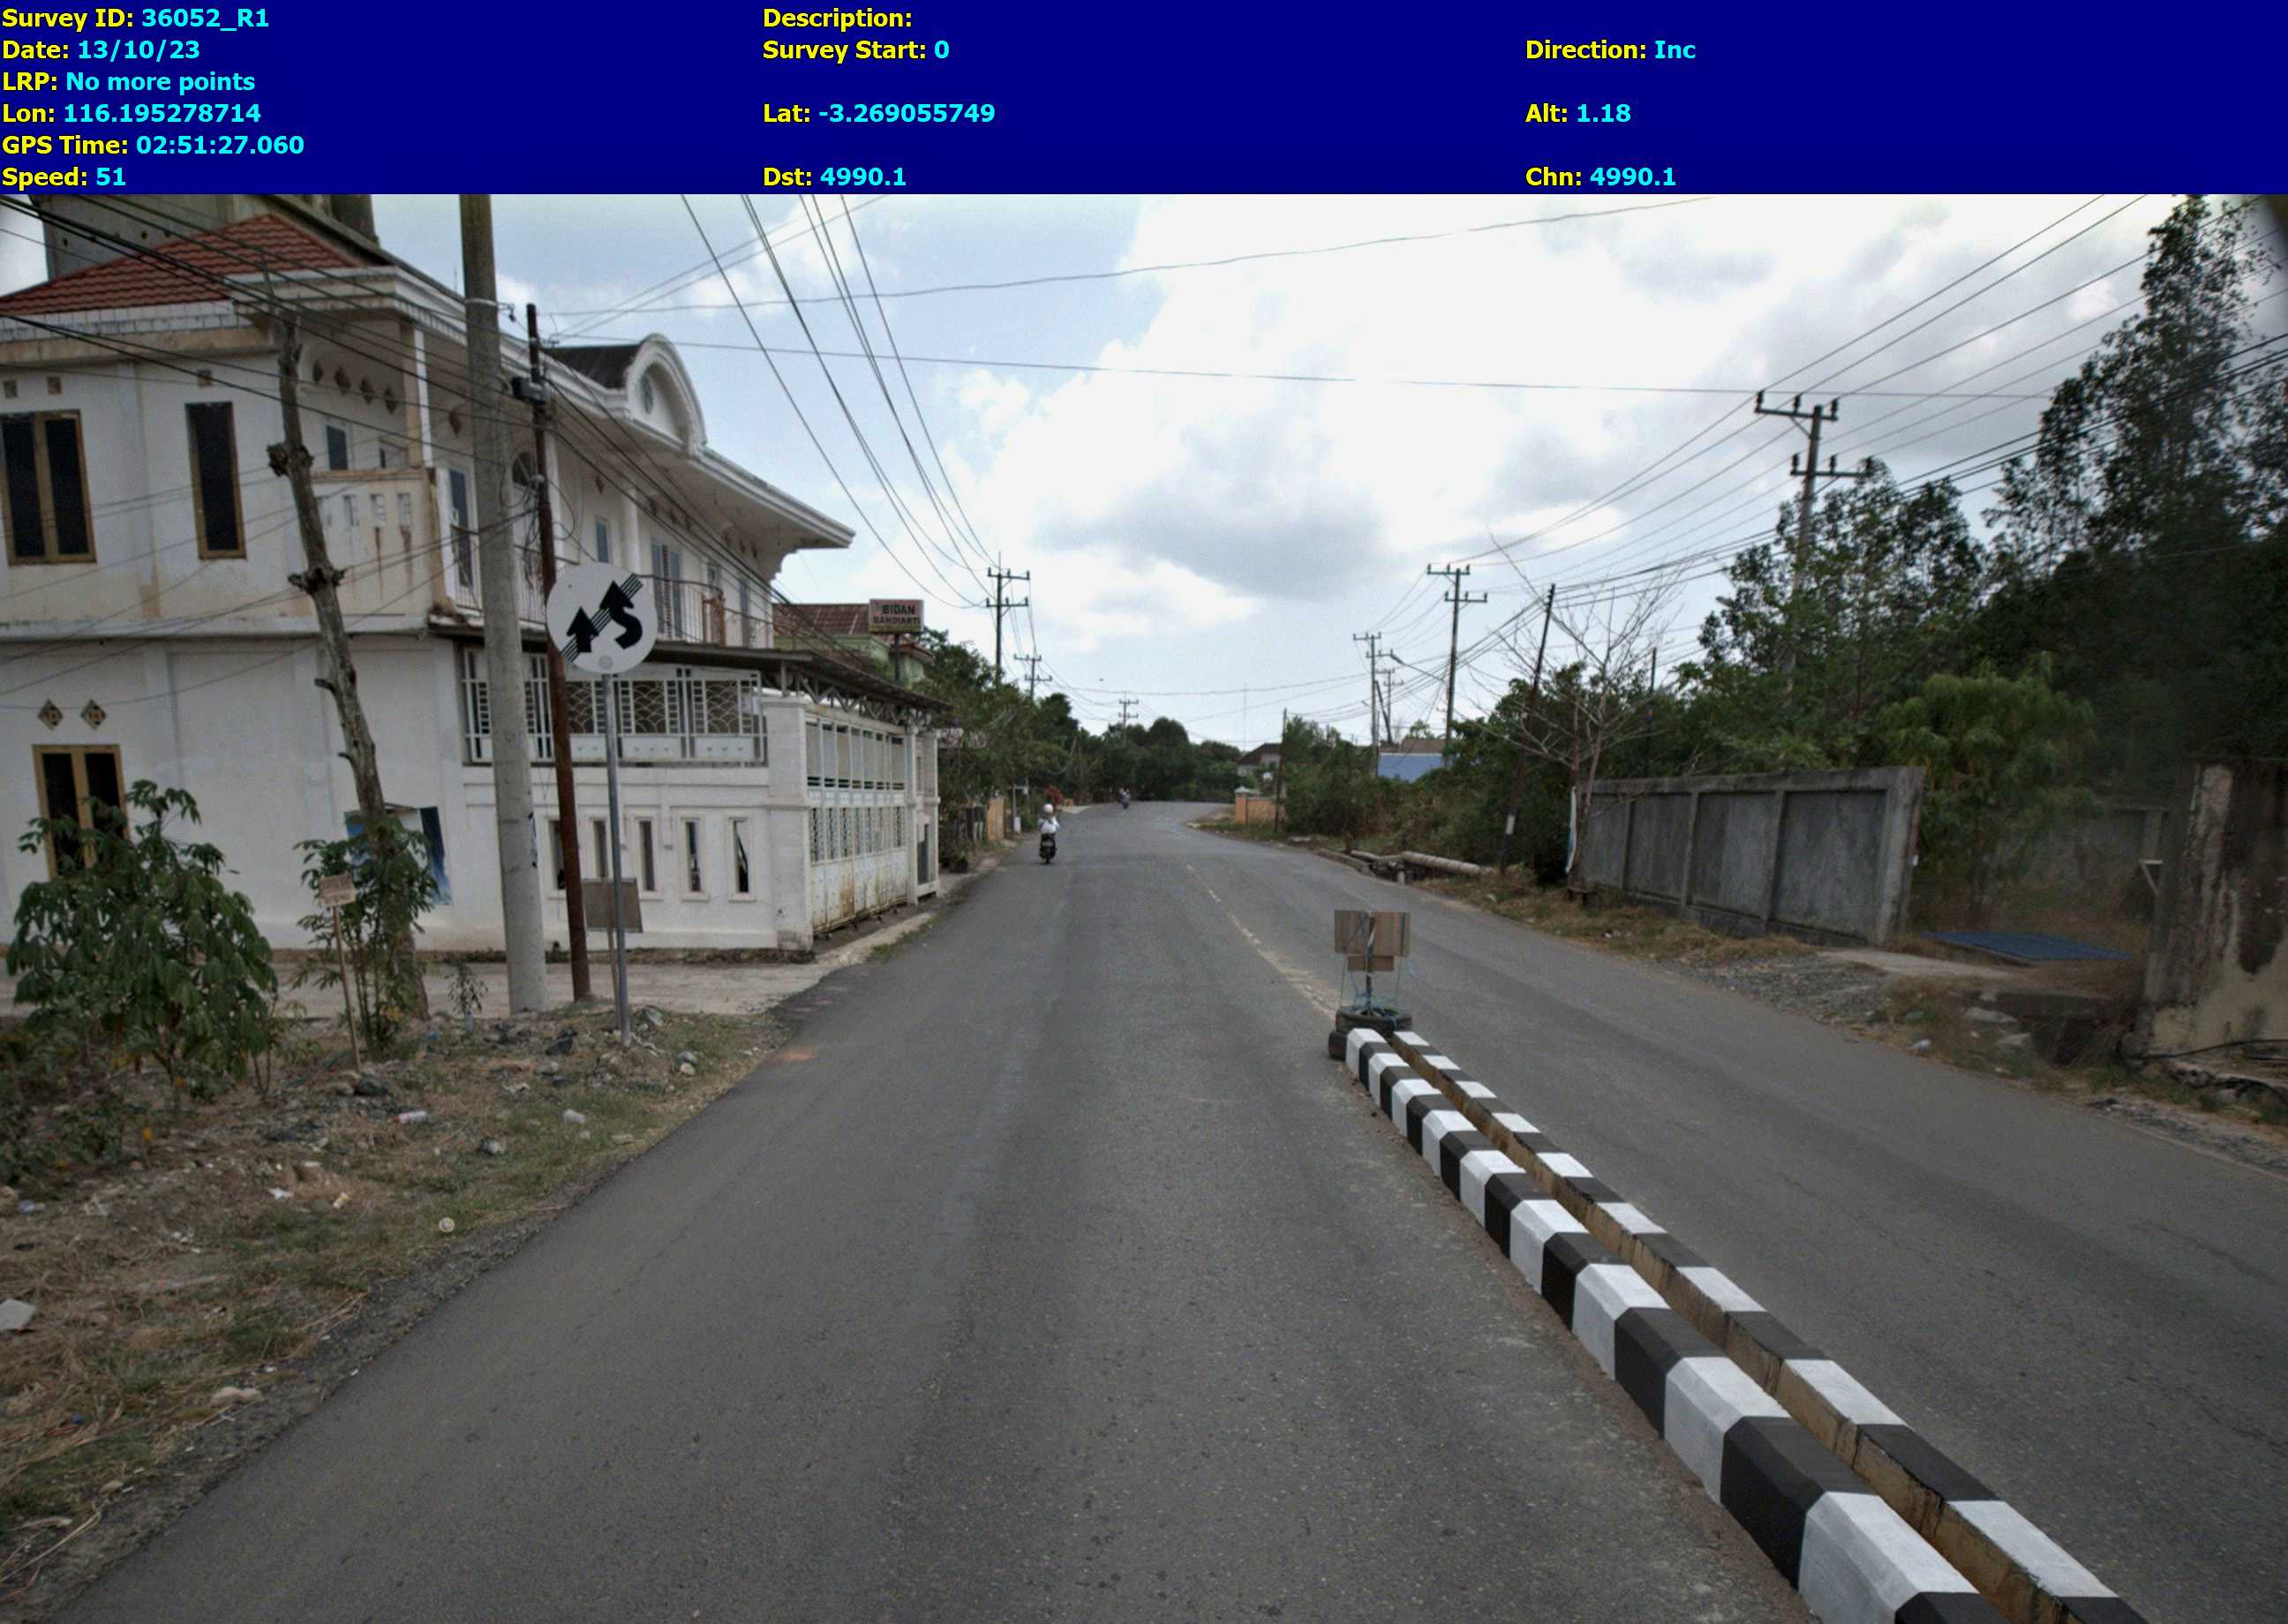 Survey ID: 36052_R1
Description:
Date: 13/10/23
Survey Start: 0
Direction: Inc
LRP: No more points
Lon: 116.195278714
Lat: -3.269055749
Alt: 1.18
GPS Time: 02:51:27.060
Speed: 51
Dst: 4990.1
Chn: 4990.1
BIDAN